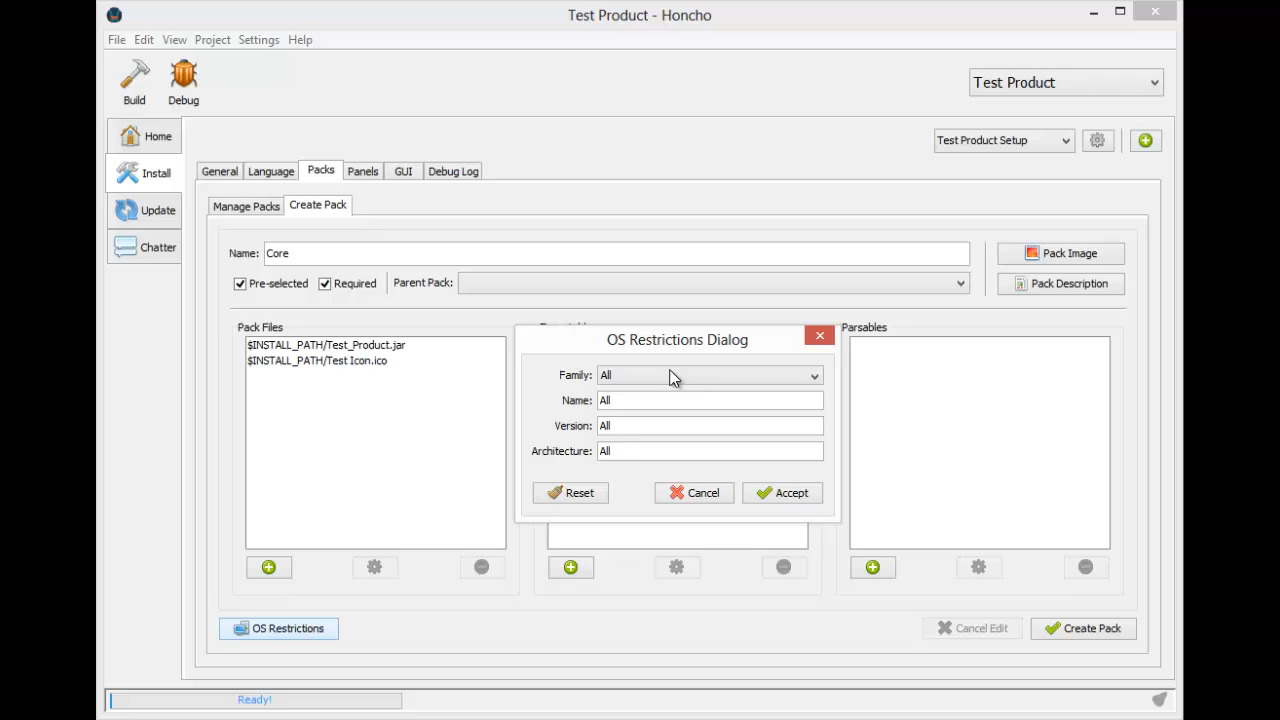 Test Product - Honcho
File Edit View Project Settings Help
Build Debug
Test Product
Home
Install
Update
Chatter
Test Product Setup
General Language Packs Panels GUI Debug Log
Manage Packs Create Pack
Name: Core
Pack Image
Pre-selected Required Parent Pack:
Pack Description
Pack Files
Parsables
$INSTALL_PATH/Test_Product.jar
$INSTALL_PATH/Test Icon.ico
OS Restrictions Dialog
Family: All
Name: All
Version: All
Architecture: All
Reset Cancel Accept
OS Restrictions
Cancel Edit Create Pack
Ready!